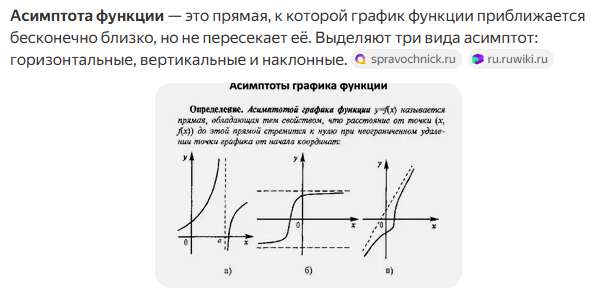 Асимптота функции — это прямая, к которой график функции приближается
бесконечно близко, но не пересекает её. Выделяют три вида асимптот:
горизонтальные, вертикальные и наклонные. spravochnick.ru ru.ruwiki.ru
Асимптоты графика функции
Определение. Асимптотой графика функции y=f(x) называется
прямая, обладающая тем свойством, что расстояние от точки (x,
f(x)) до этой прямой стремится к нулю при неограниченном удале-
нии точки графика от начала координат:
y y y
0 a x 0 x 0 x
а) б) в)